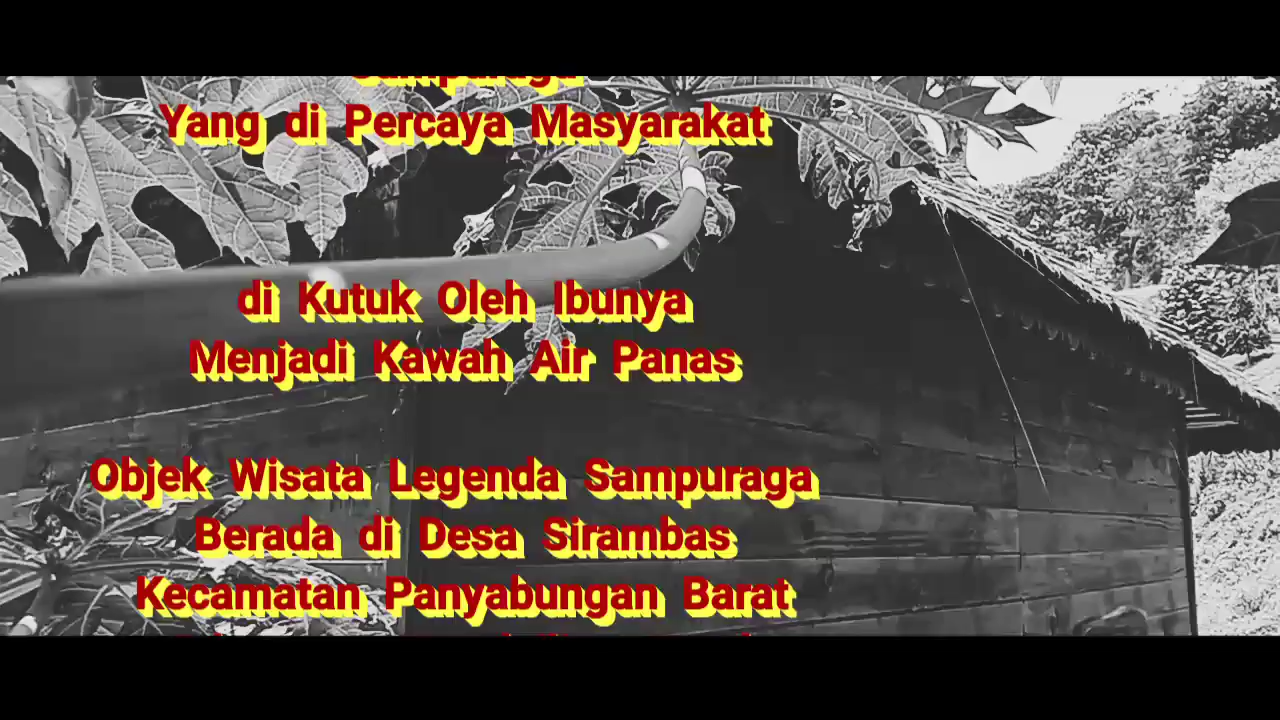 Sampuraga
Yang di Percaya Masyarakat
di Kutuk Oleh Ibunya
Menjadi Kawah Air Panas
Objek Wisata Legenda Sampuraga
Berada di Desa Sirambas
Kecamatan Panyabungan Barat